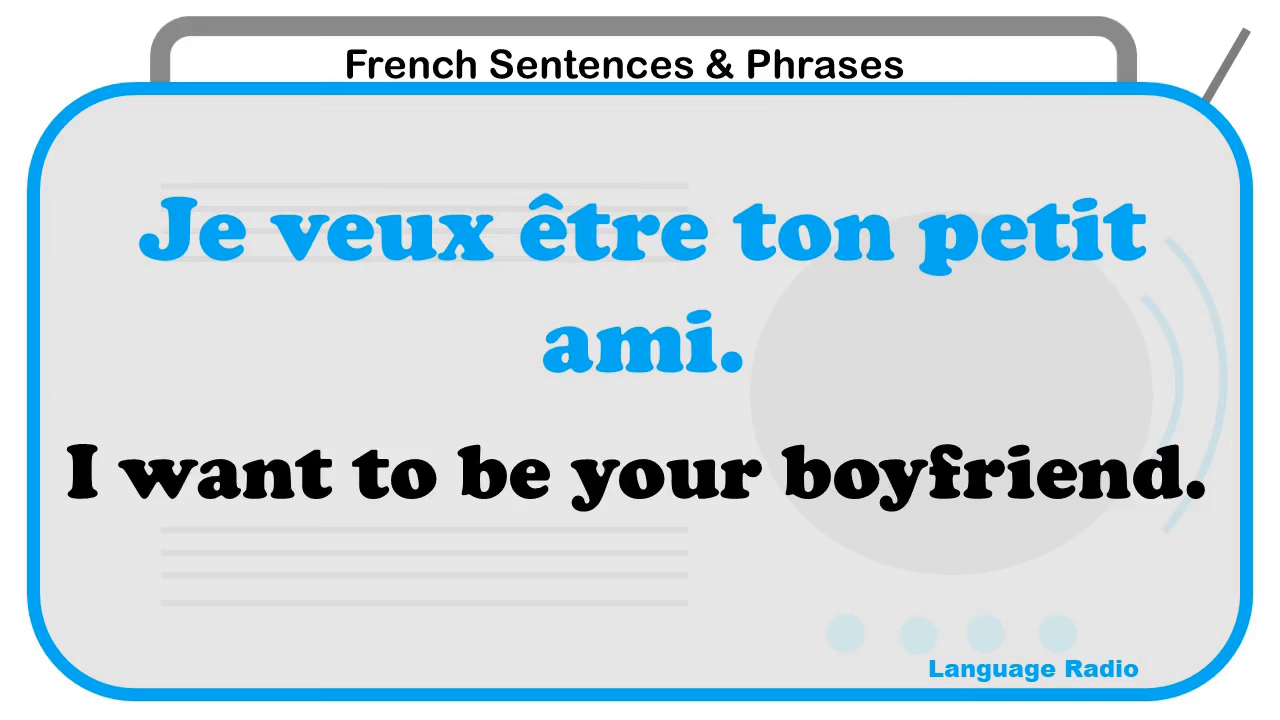 French Sentences & Phrases
Je veux être ton petit
ami.
I want to be your boyfriend.
Language Radio